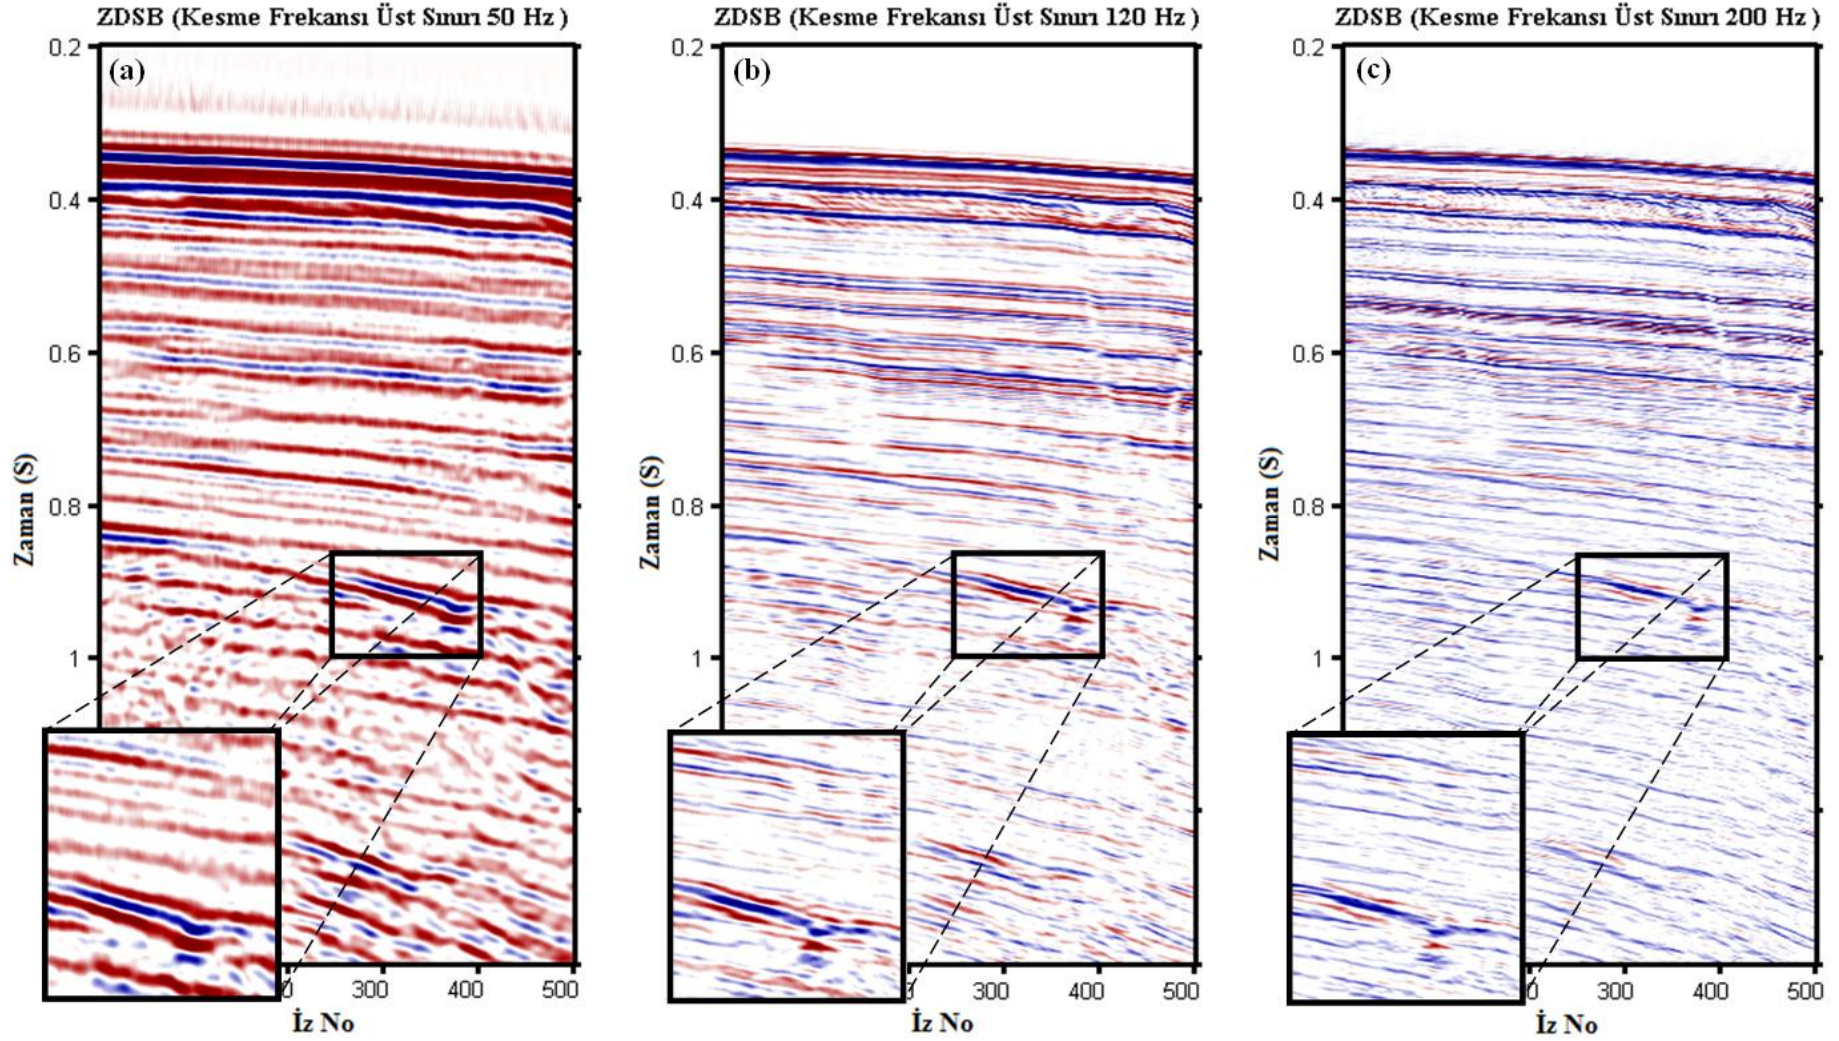 ZDSB (Kesme Frekansı Üst Sınırı 50 Hz )
(a)
0.2
0.4
0.6
0.8
1
Zaman (S)
0
300
400
500
İz No
ZDSB (Kesme Frekansı Üst Sınırı 120 Hz )
(b)
0.2
0.4
0.6
0.8
1
Zaman (S)
0
300
400
500
İz No
ZDSB (Kesme Frekansı Üst Sınırı 200 Hz )
(c)
0.2
0.4
0.6
0.8
1
Zaman (S)
0
300
400
500
İz No